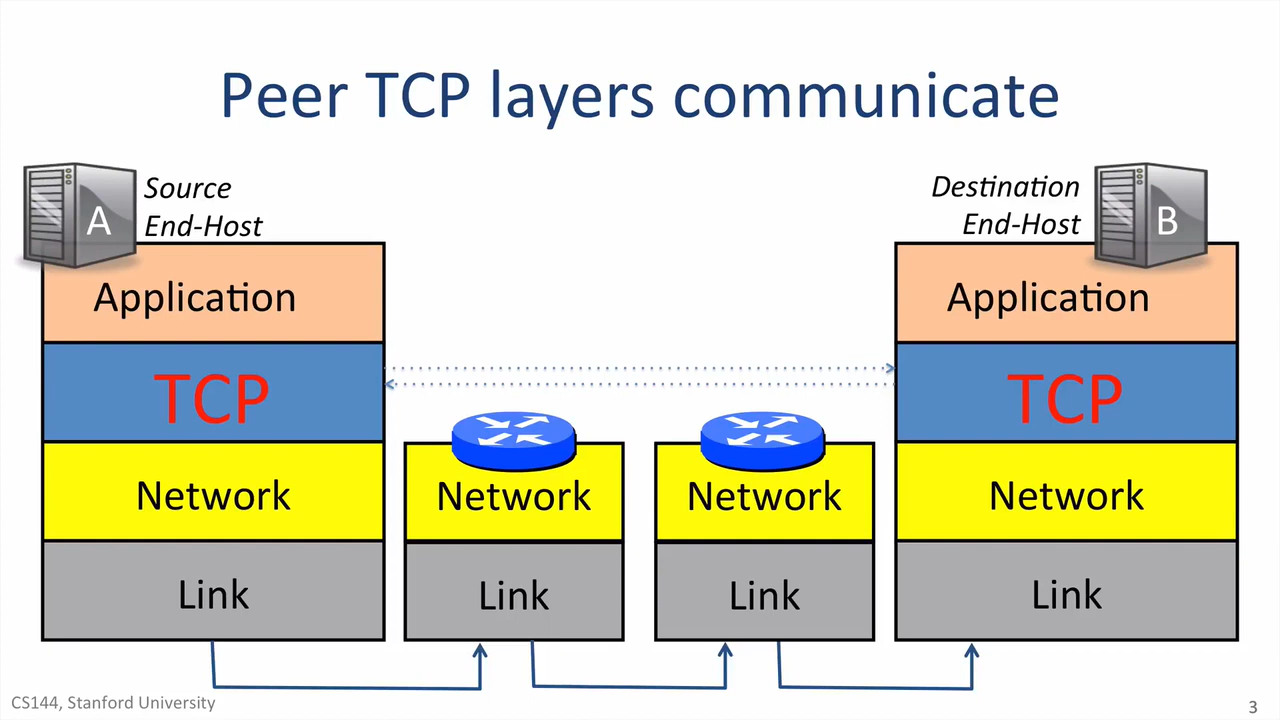 Peer TCP layers communicate
A
Source
End-Host
Destination
End-Host
B
Application
Application
TCP
TCP
Network
Network
Network
Network
Link
Link
Link
Link
CS144, Stanford University
3